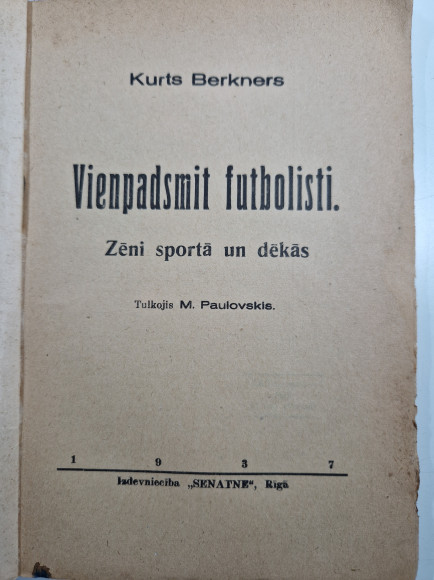 Kurts Berkners
Vienpadsmit futbolisti.
Zēni sportā un dēkās
Tulkojis M. Paulovskis.
1 9 3 7
Izdevniecība „SENATNE“, Rīgā